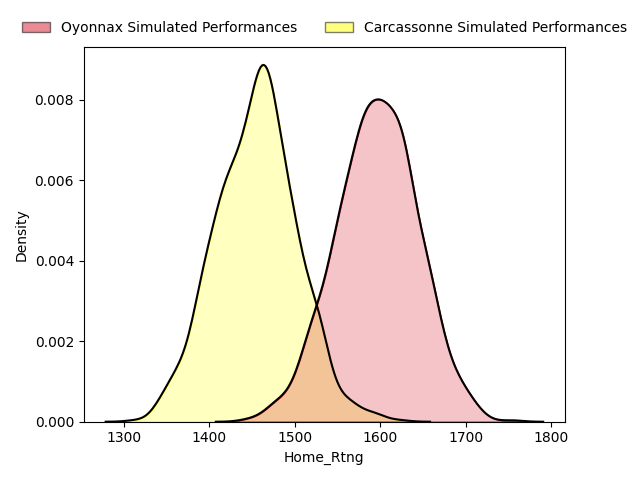 Oyonnax Simulated Performances Carcassonne Simulated Performances
0.008
0.006
0.004
0.002
0.000
Density
1300 1400 1500 1600 1700 1800
Home_Rtng